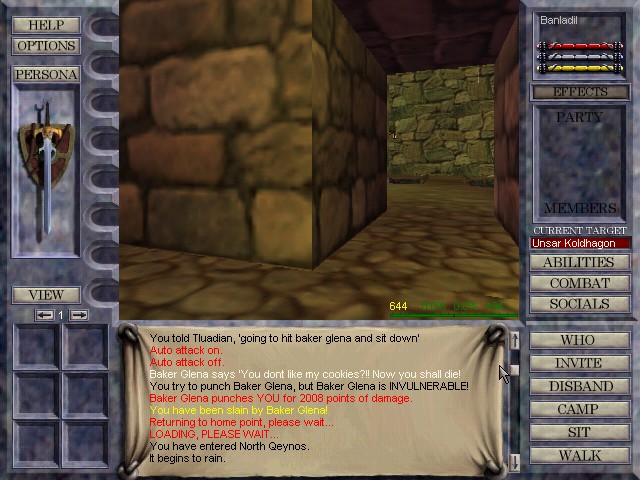 HELP
OPTIONS
PERSONA
VIEW
1
Banladil
EFFECTS
PARTY
MEMBERS
CURRENT TARGET
Unsar Koldhagon
ABILITIES
COMBAT
SOCIALS
WHO
INVITE
DISBAND
CAMP
SIT
WALK
644
You told Tluadian, 'going to hit baker glena and sit down'
Auto attack on.
Auto attack off.
Baker Glena says 'You dont like my cookies?!! Now you shall die!
You try to punch Baker Glena, but Baker Glena is INVULNERABLE!
Baker Glena punches YOU for 2008 points of damage.
You have been slain by Baker Glena!
Returning to home point, please wait...
LOADING, PLEASE WAIT...
You have entered North Qeynos.
It begins to rain.